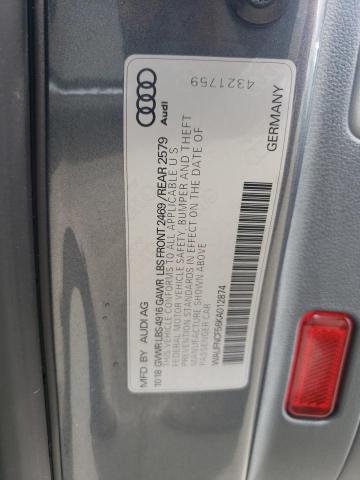 Audi
4321759
GERMANY
MFD BY AUDI AG
10 18 GVWR LBS 4916 GAWR LBS FRONT 2469 / REAR 2579
THIS VEHICLE CONFORMS TO ALL APPLICABLE U S
FEDERAL MOTOR VEHICLE SAFETY, BUMPER AND THEFT
PREVENTION STANDARDS IN EFFECT ON THE DATE OF
MANUFACTURE SHOWN ABOVE
PASSENGER CAR
WAUFNCF56KA012874